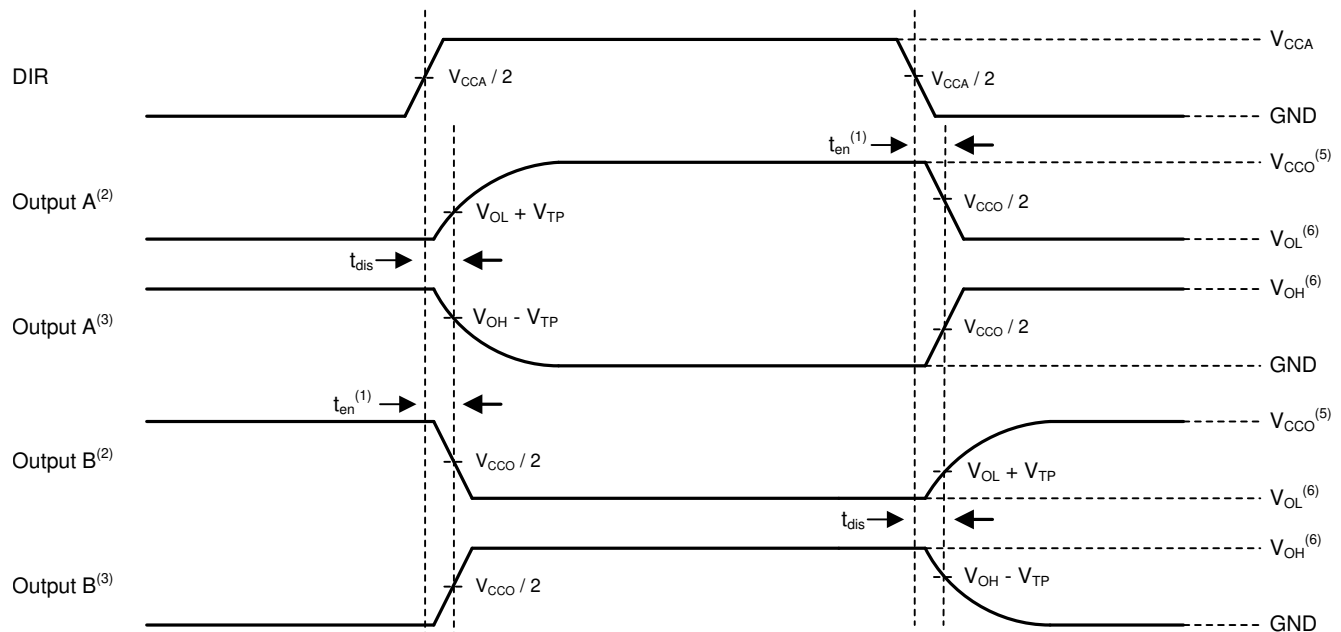 V_CCA
DIR
V_CCA / 2
V_CCA / 2
GND
t_en^(1)
V_CCO^(5)
Output A^(2)
V_OL + V_TP
V_CCO / 2
V_OL^(6)
t_dis
V_OH^(6)
Output A^(3)
V_OH - V_TP
V_CCO / 2
GND
t_en^(1)
V_CCO^(5)
Output B^(2)
V_CCO / 2
V_OL + V_TP
V_OL^(6)
t_dis
V_OH^(6)
Output B^(3)
V_CCO / 2
V_OH - V_TP
GND